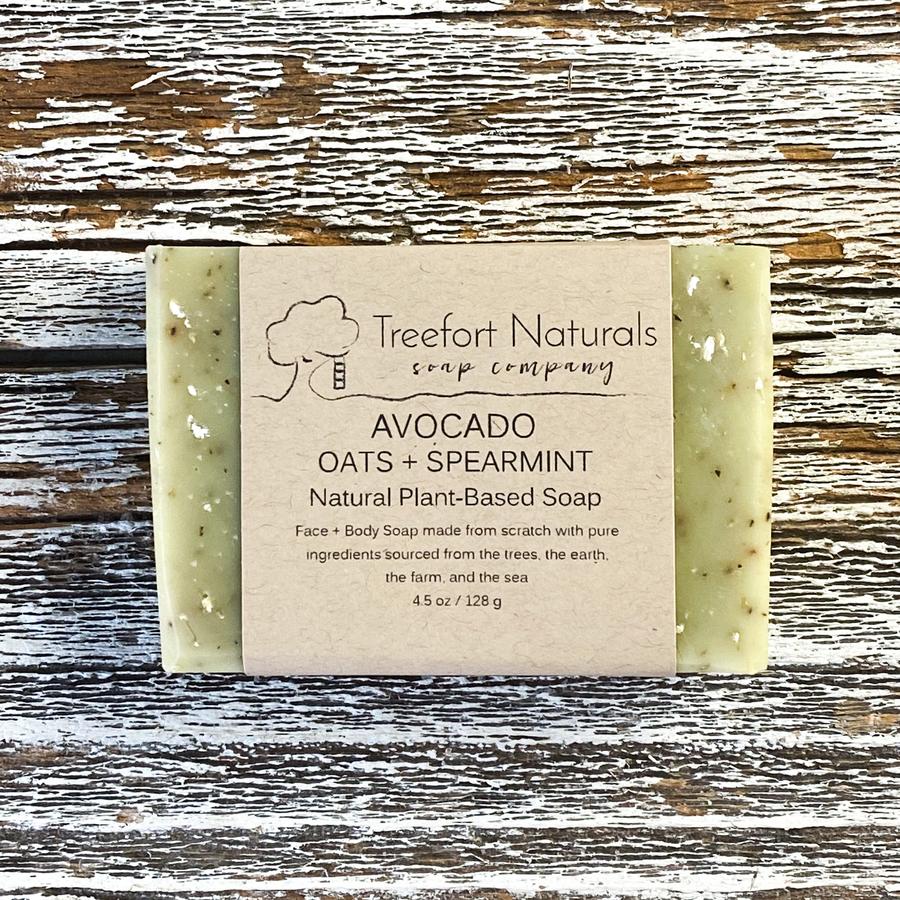 Treefort Naturals
soap company
AVOCADO
OATS + SPEARMINT
Natural Plant-Based Soap
Face + Body Soap made from scratch with pure
ingredients sourced from the trees, the earth,
the farm, and the sea
4.5 oz / 128 g